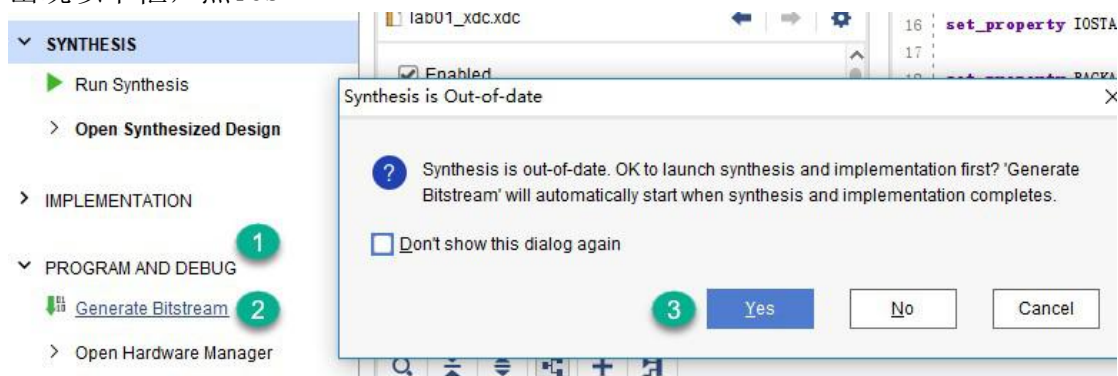 lab01_xdc.xdc
16 set_property IOSTA
17
SYNTHESIS
Enabled
Run Synthesis
Synthesis is Out-of-date
Open Synthesized Design
Synthesis is out-of-date. OK to launch synthesis and implementation first? 'Generate
Bitstream' will automatically start when synthesis and implementation completes.
IMPLEMENTATION
1
Don't show this dialog again
PROGRAM AND DEBUG
Generate Bitstream 2
3 Yes No Cancel
Open Hardware Manager